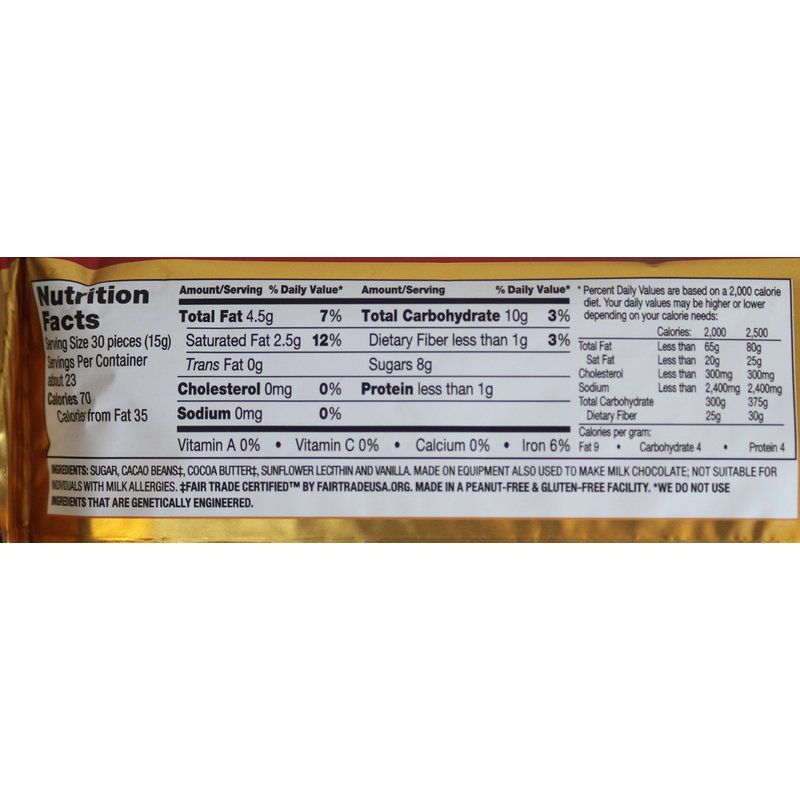 Nutrition
Facts
Serving Size 30 pieces (15g)
Servings Per Container
about 23
Calories 70
Calories from Fat 35
Amount/Serving % Daily Value*
Total Fat 4.5g 7%
Saturated Fat 2.5g 12%
Trans Fat 0g
Cholesterol 0mg 0%
Sodium 0mg 0%
Amount/Serving % Daily Value*
Total Carbohydrate 10g 3%
Dietary Fiber less than 1g 3%
Sugars 8g
Protein less than 1g
Vitamin A 0% • Vitamin C 0% • Calcium 0% • Iron 6%
* Percent Daily Values are based on a 2,000 calorie
diet. Your daily values may be higher or lower
depending on your calorie needs:
Calories: 2,000 2,500
Total Fat Less than 65g 80g
Sat Fat Less than 20g 25g
Cholesterol Less than 300mg 300mg
Sodium Less than 2,400mg 2,400mg
Total Carbohydrate 300g 375g
Dietary Fiber 25g 30g
Calories per gram:
Fat 9 • Carbohydrate 4 • Protein 4
INGREDIENTS: SUGAR, CACAO BEANS‡, COCOA BUTTER‡, SUNFLOWER LECITHIN AND VANILLA. MADE ON EQUIPMENT ALSO USED TO MAKE MILK CHOCOLATE; NOT SUITABLE FOR
INDIVIDUALS WITH MILK ALLERGIES. ‡FAIR TRADE CERTIFIED™ BY FAIRTRADEUSA.ORG. MADE IN A PEANUT-FREE & GLUTEN-FREE FACILITY. *WE DO NOT USE
INGREDIENTS THAT ARE GENETICALLY ENGINEERED.